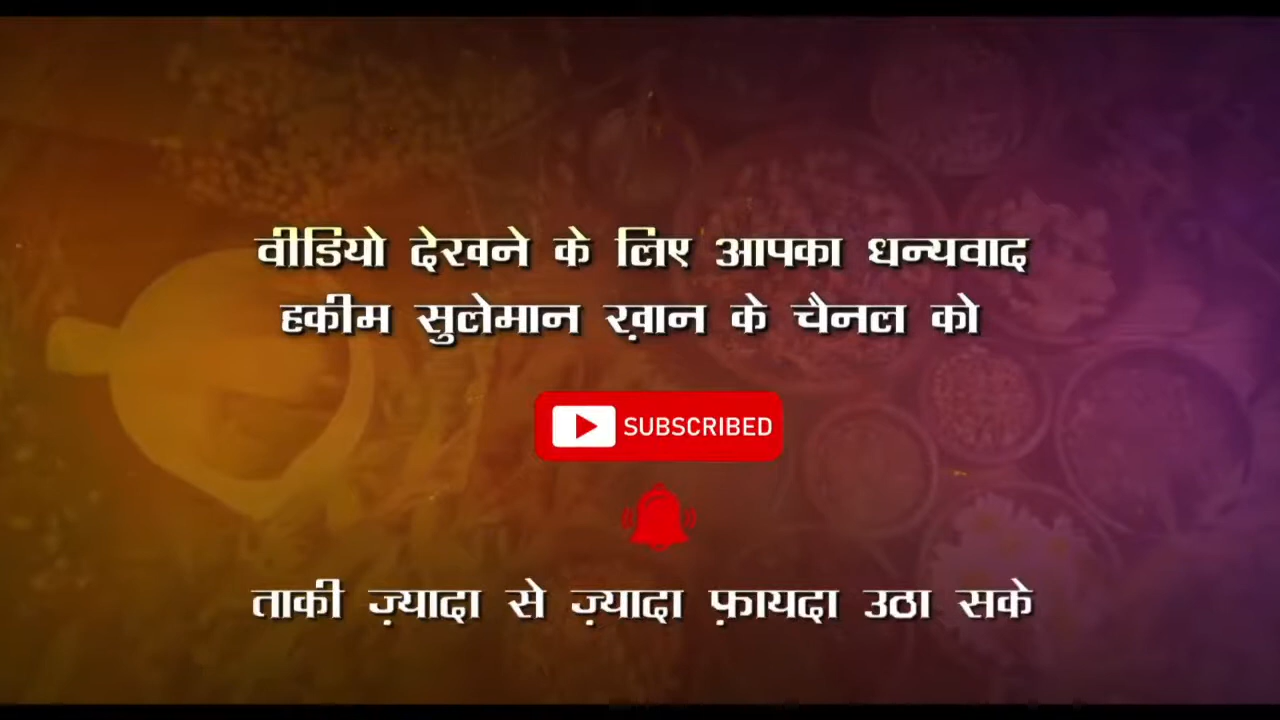 वीडियो देखने के लिए आपका धन्यवाद
हकीम सुलेमान ख़ान के चैनल को
SUBSCRIBED
ताकी ज़्यादा से ज़्यादा फ़ायदा उठा सके